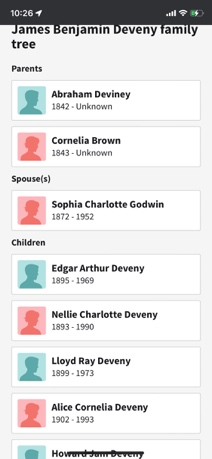 10:26
James Benjamin Deveny family
tree
Parents
Abraham Deviney
1842 - Unknown
Cornelia Brown
1843 - Unknown
Spouse(s)
Sophia Charlotte Godwin
1872 - 1952
Children
Edgar Arthur Deveny
1895 - 1969
Nellie Charlotte Deveny
1893 - 1990
Lloyd Ray Deveny
1899 - 1973
Alice Cornelia Deveny
1902 - 1993
Howard Deveny